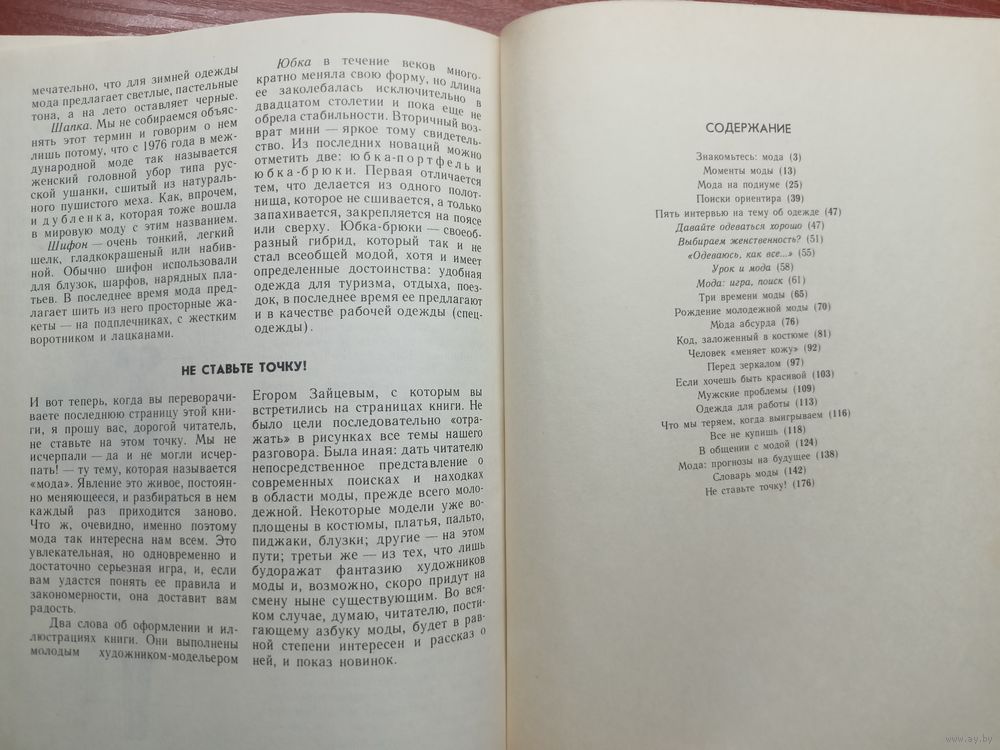 мечательно, что для зимней одежды
мода предлагает светлые, пастельные
тона, а на лето оставляет черные.
Шапка. Мы не собираемся объяс-
нять этот термин и говорим о нем
лишь потому, что с 1976 года в меж-
дународной моде так называется
женский головной убор типа рус-
ской ушанки, сшитый из натураль-
ного пушистого меха. Как, впрочем,
и дубленка, которая тоже вошла
в мировую моду с этим названием.
Шифон — очень тонкий, легкий
шелк, гладкокрашеный или набив-
ной. Обычно шифон использовали
для блузок, шарфов, нарядных пла-
тьев. В последнее время мода пред-
лагает шить из него просторные жа-
кеты — на подплечниках, с жестким
воротником и лацканами.
Юбка в течение веков много-
кратно меняла свою форму, но длина
ее заколебалась исключительно в
двадцатом столетии и пока еще не
обрела стабильности. Вторичный воз-
врат мини — яркое тому свидетель-
ство. Из последних новаций можно
отметить две: юбка-портфель и
юбка-брюки. Первая отличается
тем, что делается из одного полот-
нища, которое не сшивается, а только
запахивается, закрепляется на поясе
или сверху. Юбка-брюки — своеоб-
разный гибрид, который так и не
стал всеобщей модой, хотя и имеет
определенные достоинства: удобная
одежда для туризма, отдыха, поез-
док, в последнее время ее предлагают
и в качестве рабочей одежды (спец-
одежды).
НЕ СТАВЬТЕ ТОЧКУ!
И вот теперь, когда вы переворачи-
ваете последнюю страницу этой кни-
ги, я прошу вас, дорогой читатель,
не ставьте на этом точку. Мы не
исчерпали — да и не могли исчер-
пать! — ту тему, которая называется
«мода». Явление это живое, постоян-
но меняющееся, и разбираться в нем
каждый раз приходится заново.
Что ж, очевидно, именно поэтому
мода так интересна нам всем. Это
увлекательная, но одновременно и
достаточно серьезная игра, и, если
вам удастся понять ее правила и
закономерности, она доставит вам
радость.
Два слова об оформлении и ил-
люстрациях книги. Они выполнены
молодым художником-модельером
Егором Зайцевым, с которым вы
встретились на страницах книги. Не
было цели последовательно «отра-
жать» в рисунках все темы нашего
разговора. Была иная: дать читателю
непосредственное представление о
современных поисках и находках
в области моды, прежде всего моло-
дежной. Некоторые модели уже во-
площены в костюмы, платья, пальто,
пиджаки, блузки; другие — на этом
пути; третьи же — из тех, что лишь
будоражат фантазию художников
моды и, возможно, скоро придут на
смену ныне существующим. Во вся-
ком случае, думаю, читателю, пости-
гающему азбуку моды, будет в рав-
ной степени интересен и рассказ о
ней, и показ новинок.
СОДЕРЖАНИЕ
Знакомьтесь: мода (3)
Моменты моды (13)
Мода на подиуме (25)
Поиски ориентира (39)
Пять интервью на тему об одежде (47)
Давайте одеваться хорошо (47)
Выбираем женственность? (51)
«Одеваюсь, как все...» (55)
Урок и мода (58)
Мода: игра, поиск (61)
Три времени моды (65)
Рождение молодежной моды (70)
Мода абсурда (76)
Код, заложенный в костюме (81)
Человек «меняет кожу» (92)
Перед зеркалом (97)
Если хочешь быть красивой (103)
Мужские проблемы (109)
Одежда для работы (113)
Что мы теряем, когда выигрываем (116)
Все не купишь (118)
В общении с модой (124)
Мода: прогнозы на будущее (138)
Словарь моды (142)
Не ставьте точку! (176)
www.ay.by